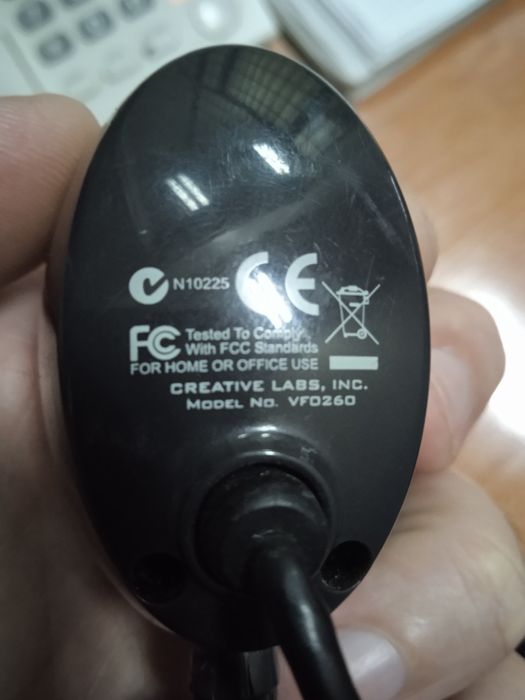 N10225 CE
FC Tested To Comply
With FCC Standards
FOR HOME OR OFFICE USE
CREATIVE LABS, INC.
MODEL NO. VF0260